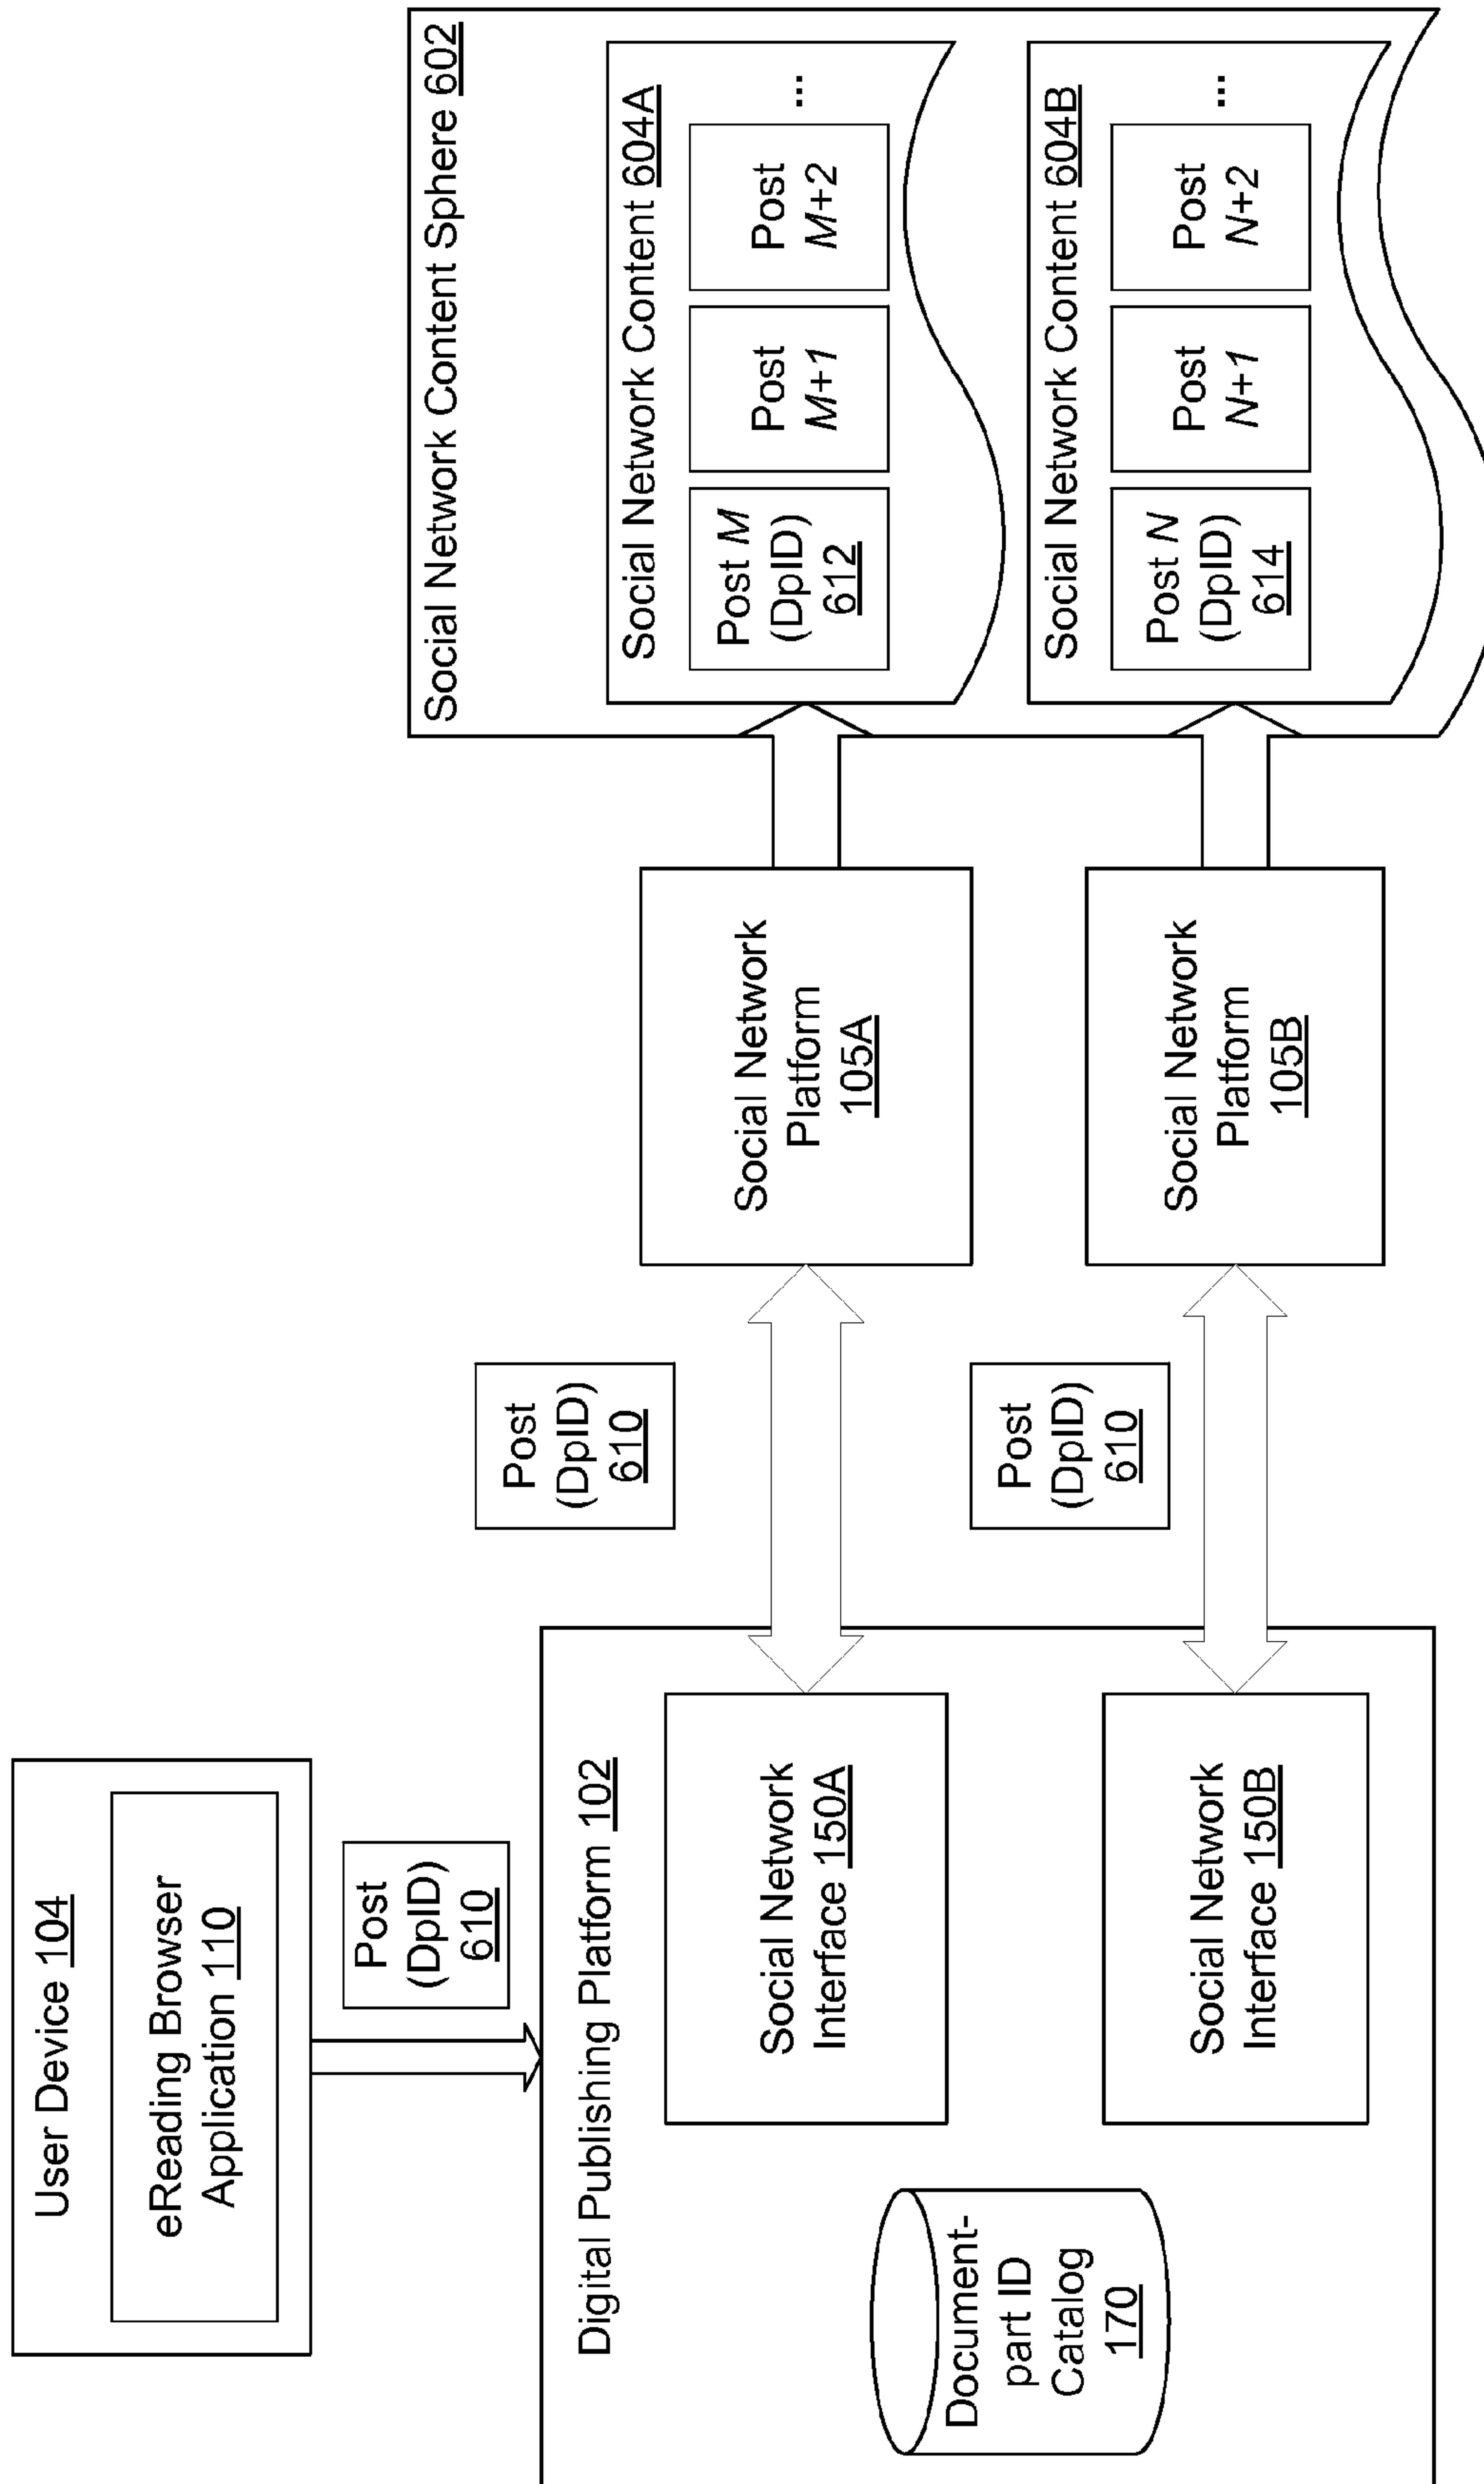 User Device 104
eReading Browser
Application 110
Post
(DpID)
610
Digital Publishing Platform 102
Document-
part ID
Catalog
170
Social Network
Interface 150A
Social Network
Interface 150B
Post
(DpID)
610
Post
(DpID)
610
Social Network
Platform
105A
Social Network
Platform
105B
Social Network Content Sphere 602
Social Network Content 604A
Post M
(DpID)
612
Post
M+1
Post
M+2
...
Social Network Content 604B
Post N
(DpID)
614
Post
N+1
Post
N+2
...